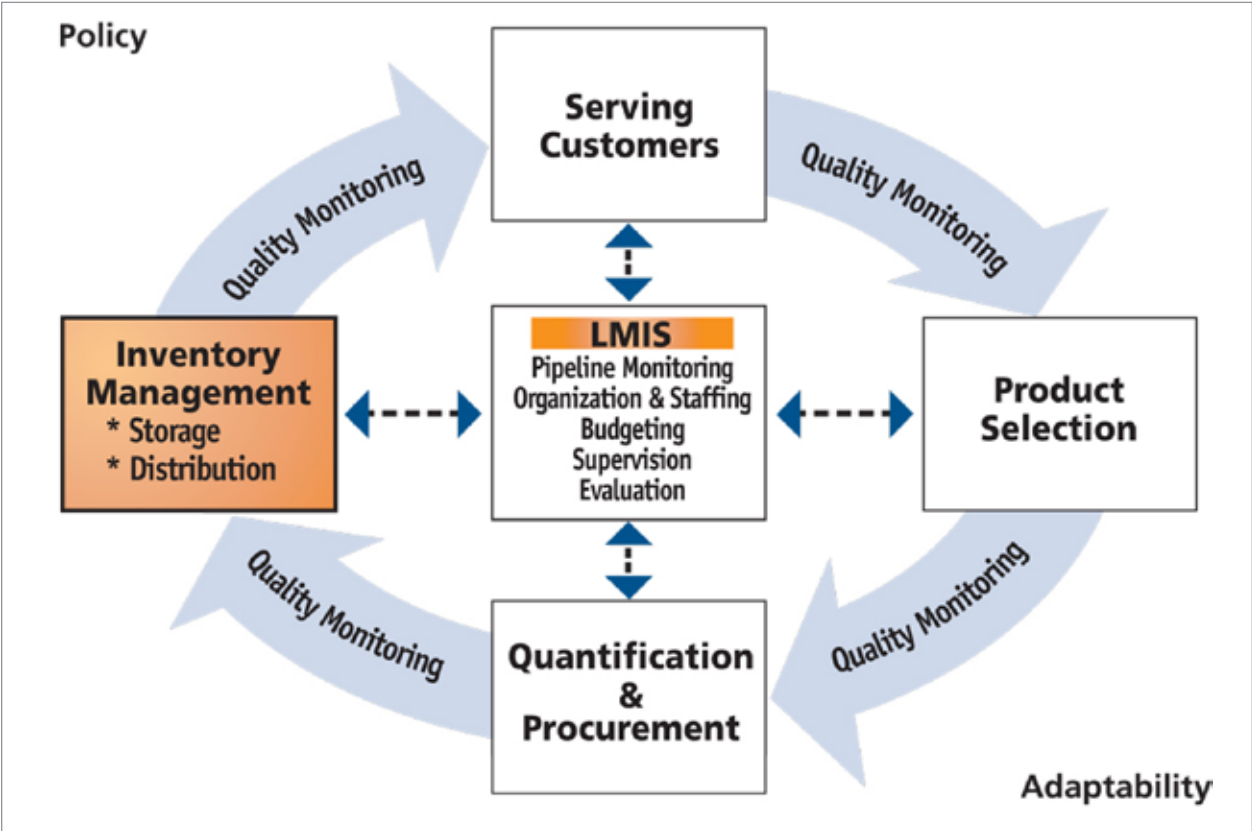 Policy
Serving
Customers
Quality Monitoring
Quality Monitoring
Inventory
Management
* Storage
* Distribution
LMIS
Pipeline Monitoring
Organization & Staffing
Budgeting
Supervision
Evaluation
Product
Selection
Quality Monitoring
Quality Monitoring
Quantification
&
Procurement
Adaptability